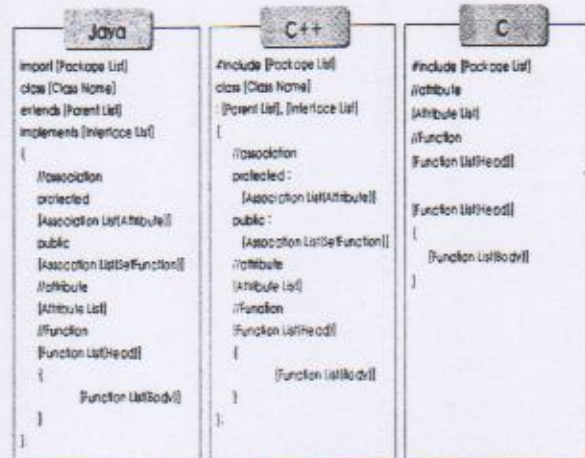 Java
import [Package List]
class [Class Name]
extends [Parent List]
implements [Interface List]
{
//association
protected
[Association List(Attribute)]
public
[Association List(SetFunction)]
//attribute
[Attribute List]
//Function
[Function List(Head)]
{
[Function List(Body)]
}
};
C++
#include [Package List]
class [Class Name]
: [Parent List], [Interface List]
{
//association
protected :
[Association List(Attribute)]
public :
[Association List(SetFunction)]
//attribute
[Attribute List]
//Function
[Function List(Head)]
{
[Function List(Body)]
}
};
C
#include [Package List]
//attribute
[Attribute List]
//Function
[Function List(Head)]
[Function List(Head)]
{
[Function List(Body)]
}